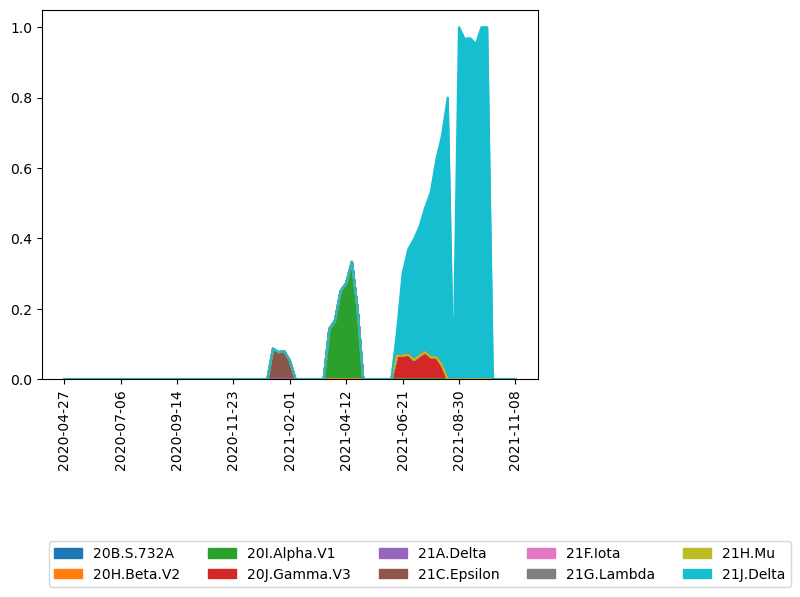 1.0
0.8
0.6
0.4
0.2
0.0
2020-04-27
2020-07-06
2020-09-14
2020-11-23
2021-02-01
2021-04-12
2021-06-21
2021-08-30
2021-11-08
20B.S.732A
20I.Alpha.V1
21A.Delta
21F.Iota
21H.Mu
20H.Beta.V2
20J.Gamma.V3
21C.Epsilon
21G.Lambda
21J.Delta